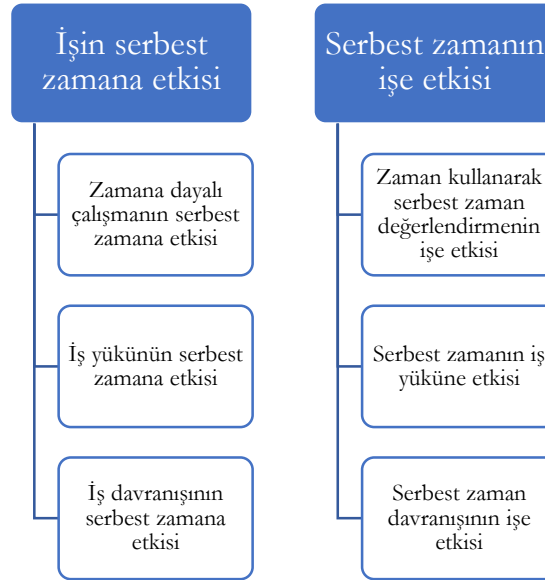 İşin serbest
zamana etkisi
Zamana dayalı
çalışmanın serbest
zamana etkisi
İş yükünün serbest
zamana etkisi
İş davranışının
serbest zamana
etkisi
Serbest zamanın
işe etkisi
Zaman kullanarak
serbest zaman
değerlendirmenin
işe etkisi
Serbest zamanın iş
yüküne etkisi
Serbest zaman
davranışının işe
etkisi